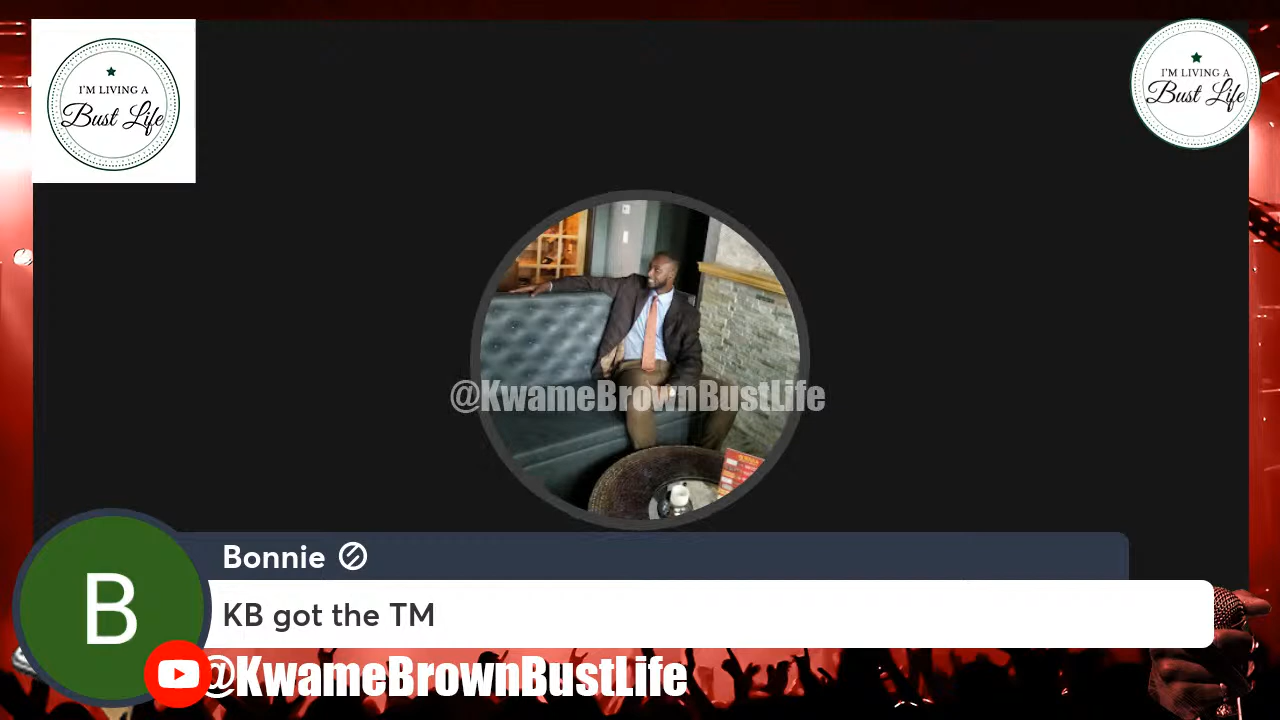 I'M LIVING A
Bust Life
I'M LIVING A
Bust Life
@KwameBrownBustLife
Bonnie
B
KB got the TM
@KwameBrownBustLife